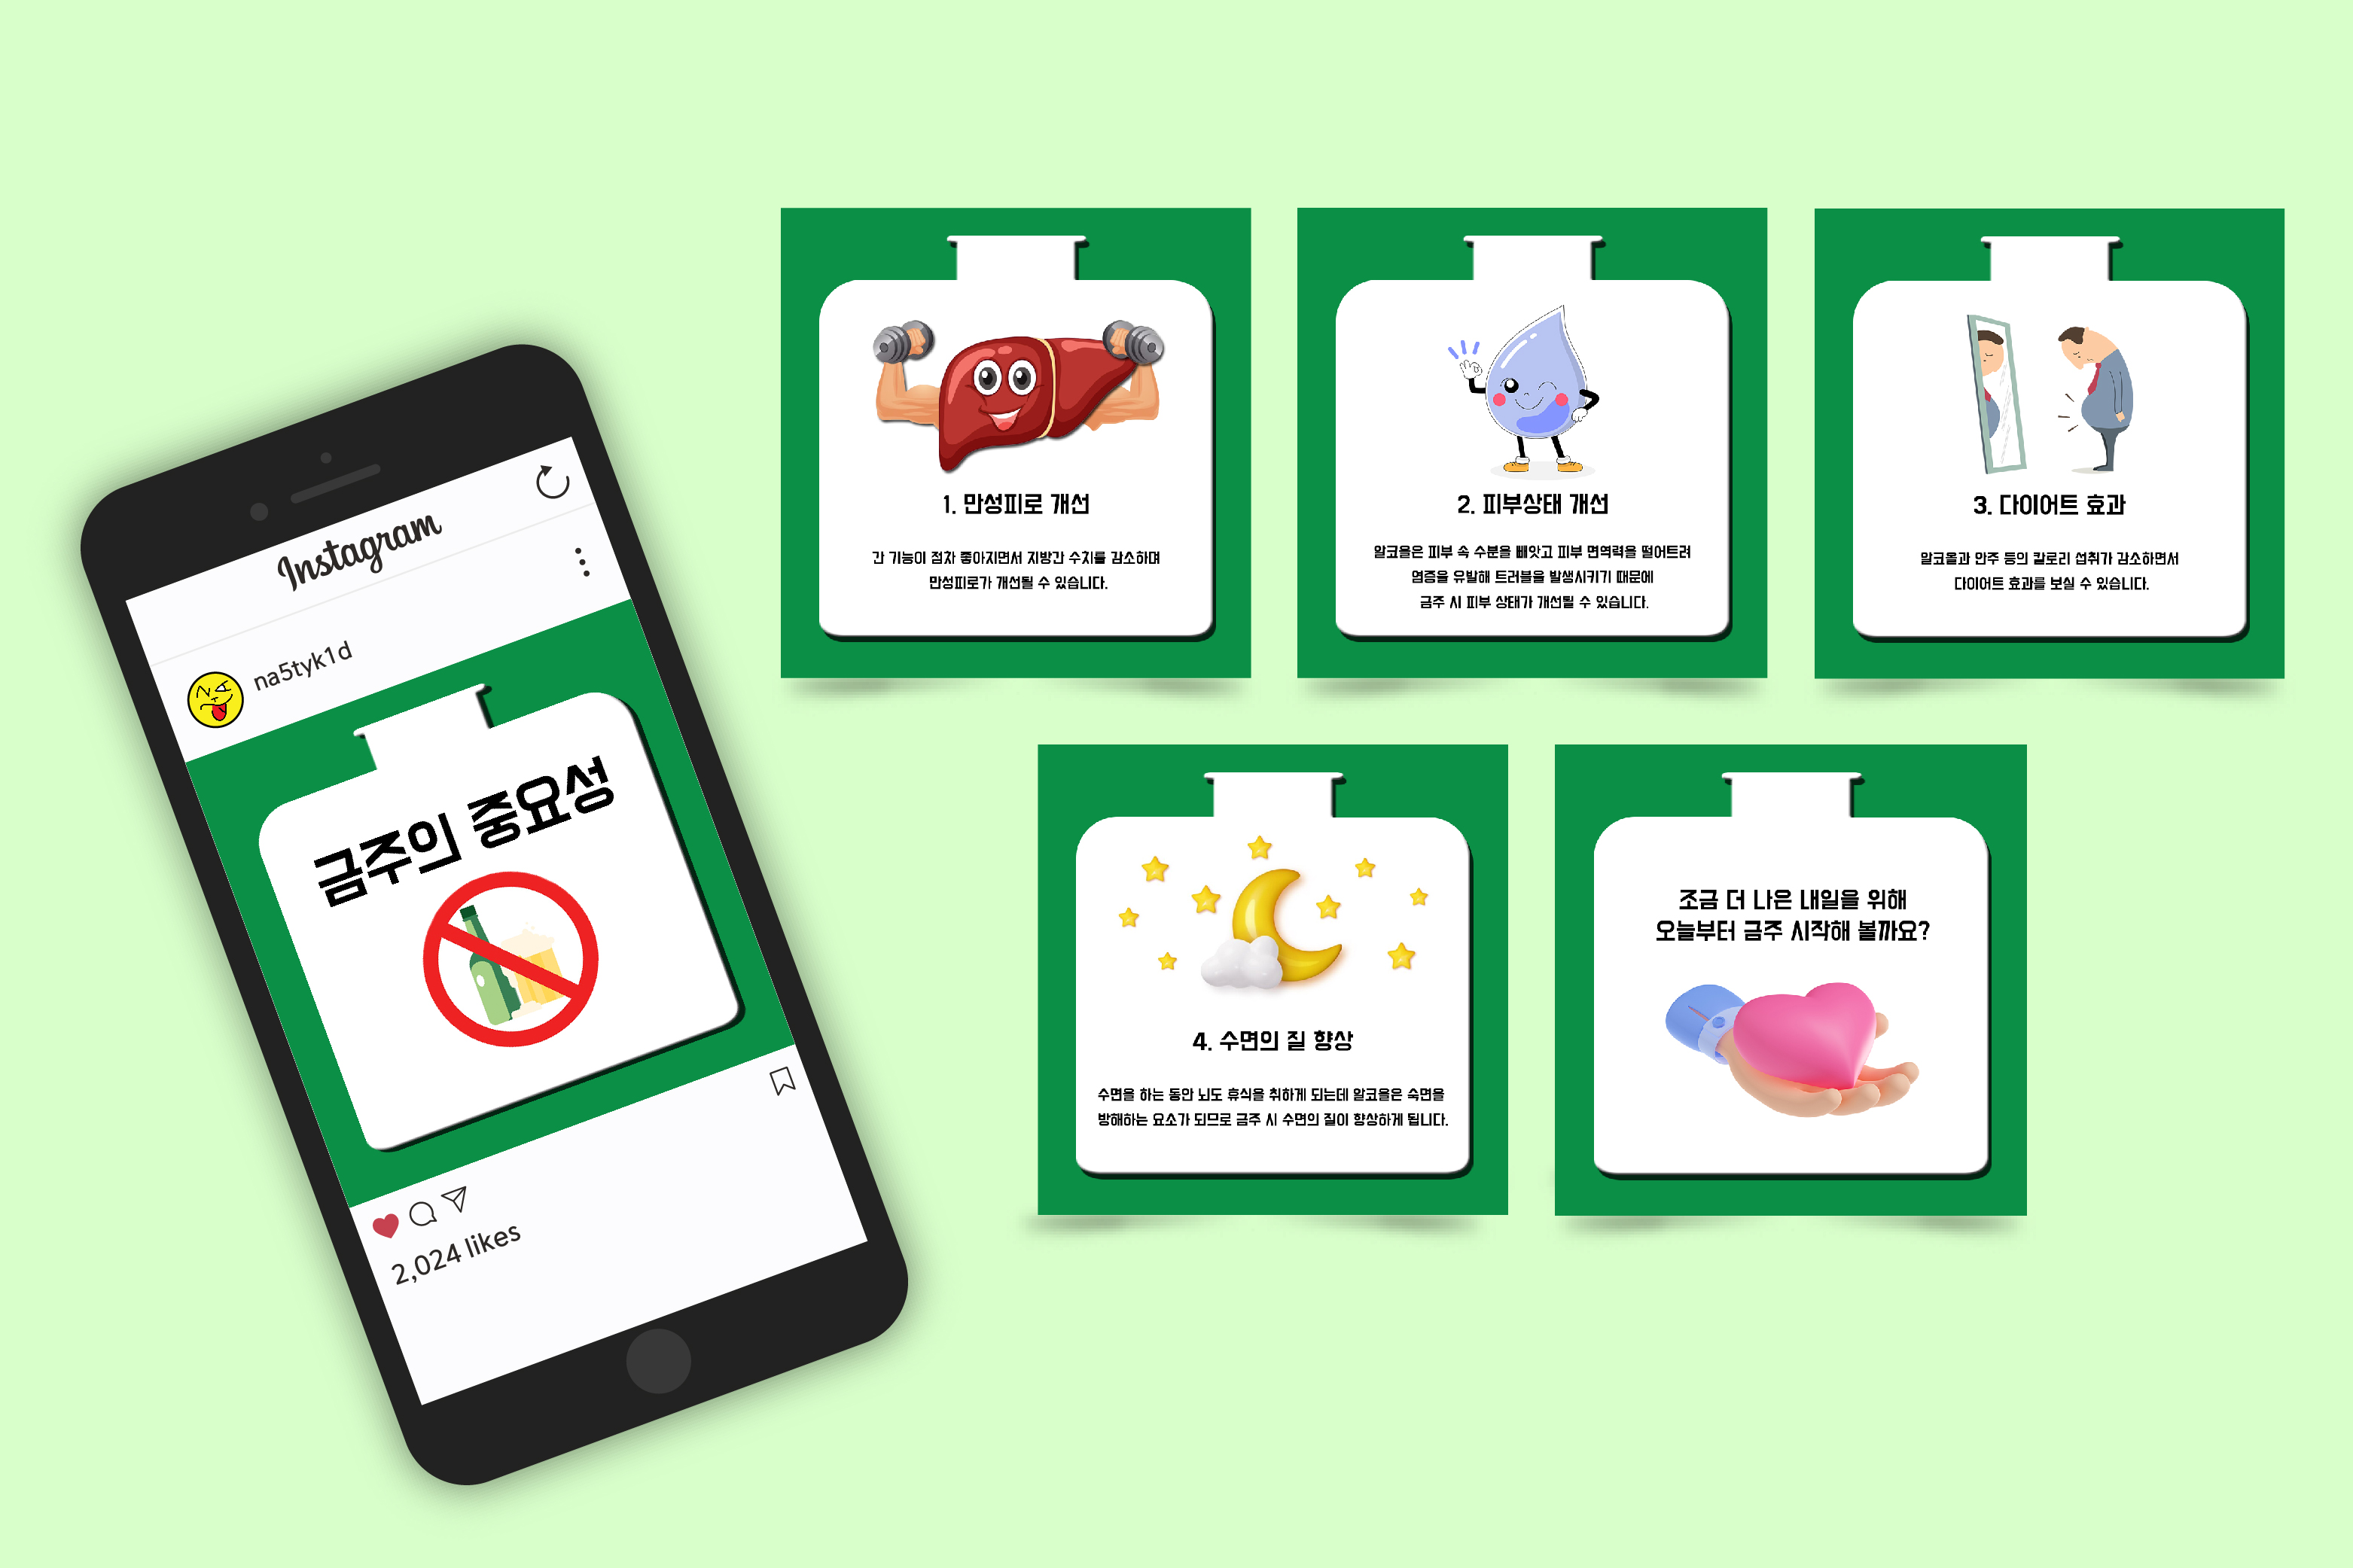 Instagram
na5tyk1d
금주의 중요성
2,024 likes
1. 만성피로 개선
간 기능이 점차 좋아지면서 지방간 수치를 감소하며
만성피로가 개선될 수 있습니다.
2. 피부상태 개선
알코올은 피부 속 수분을 빼앗고 피부 면역력을 떨어트려
염증을 유발해 트러블을 발생시키기 때문에
금주 시 피부 상태가 개선될 수 있습니다.
3. 다이어트 효과
알코올과 안주 등의 칼로리 섭취가 감소하면서
다이어트 효과를 보실 수 있습니다.
4. 수면의 질 향상
수면을 하는 동안 뇌도 휴식을 취하게 되는데 알코올은 숙면을
방해하는 요소가 되므로 금주 시 수면의 질이 향상하게 됩니다.
조금 더 나은 내일을 위해
오늘부터 금주 시작해 볼까요?